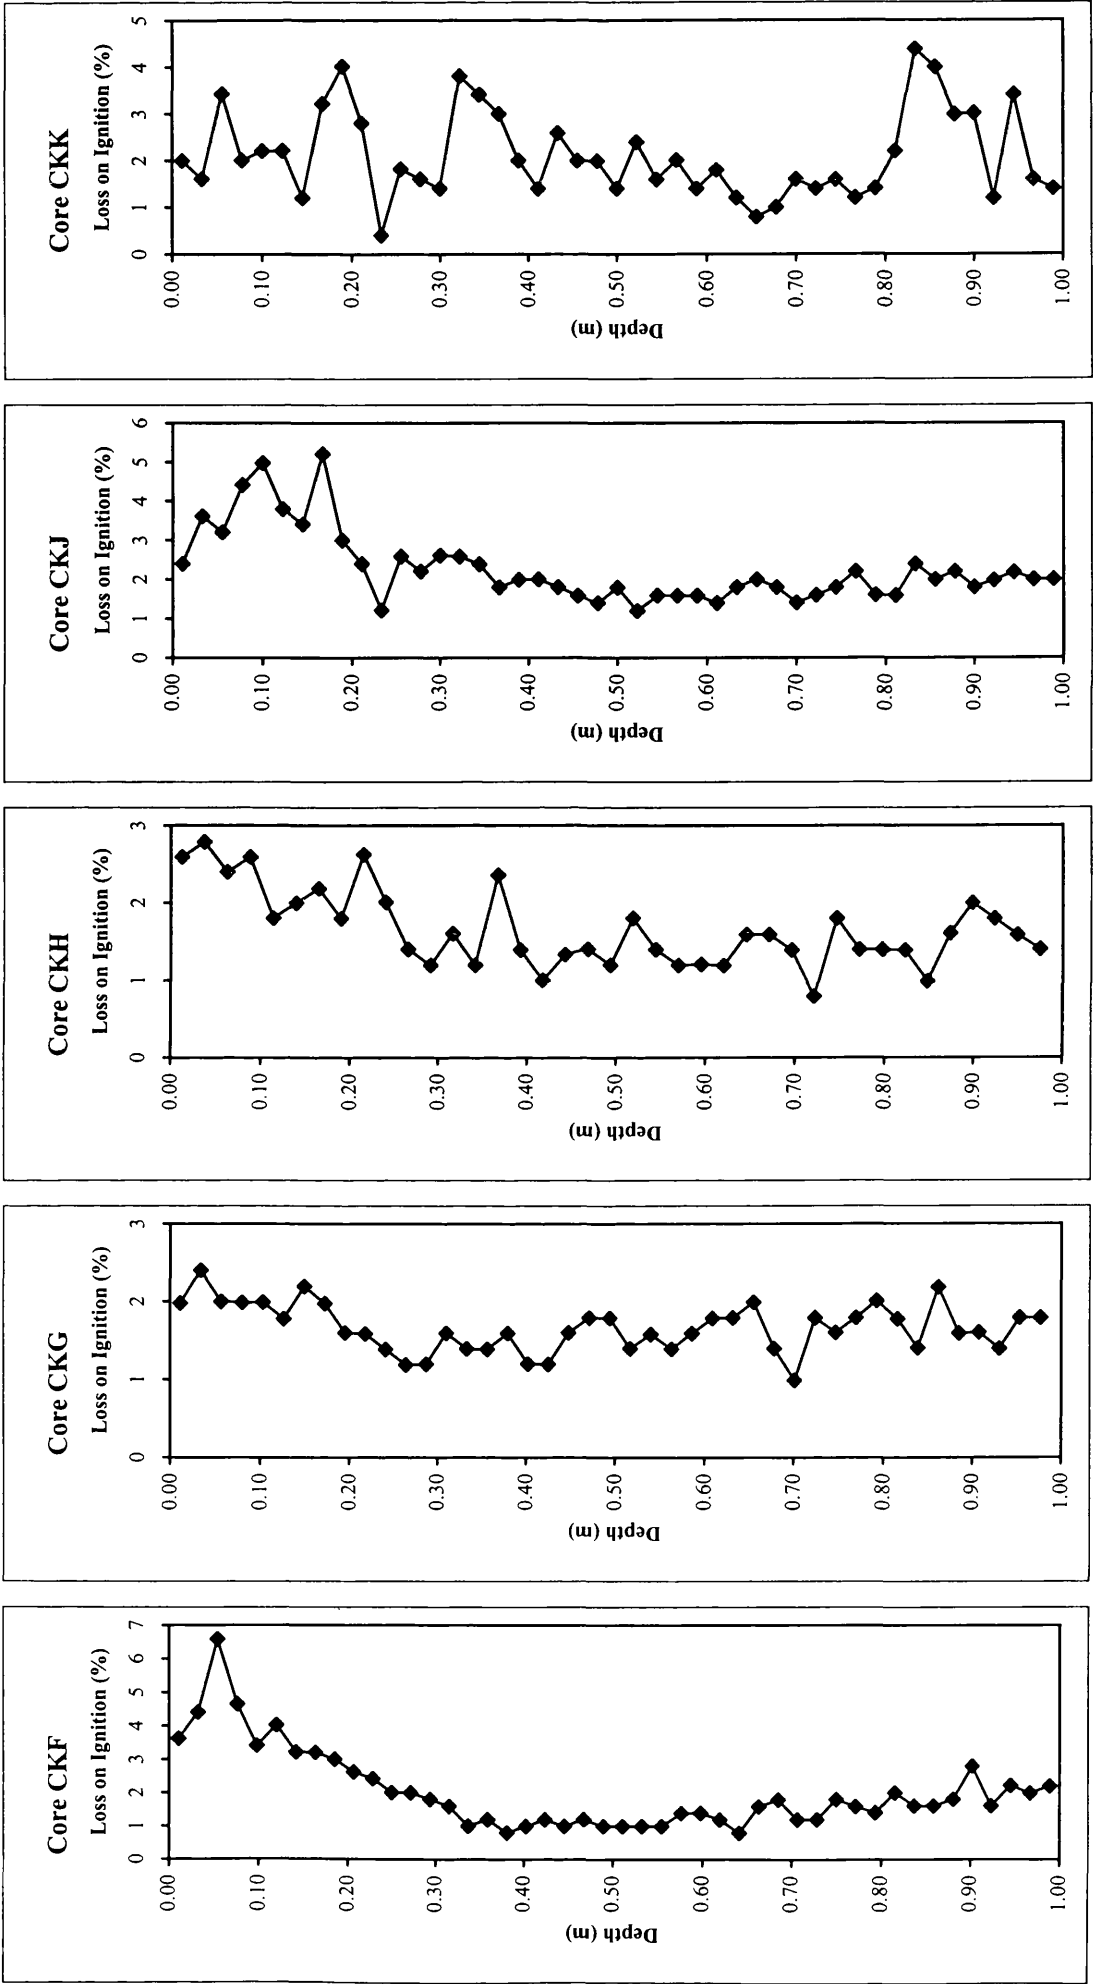 Core CKF
Loss on Ignition (%)
0 1 2 3 4 5 6 7
0.00
0.10
0.20
0.30
0.40
0.50
0.60
0.70
0.80
0.90
1.00
Depth (m)
Core CKG
Loss on Ignition (%)
0 1 2 3
0.00
0.10
0.20
0.30
0.40
0.50
0.60
0.70
0.80
0.90
1.00
Depth (m)
Core CKH
Loss on Ignition (%)
0 1 2 3
0.00
0.10
0.20
0.30
0.40
0.50
0.60
0.70
0.80
0.90
1.00
Depth (m)
Core CKJ
Loss on Ignition (%)
0 1 2 3 4 5 6
0.00
0.10
0.20
0.30
0.40
0.50
0.60
0.70
0.80
0.90
1.00
Depth (m)
Core CKK
Loss on Ignition (%)
0 1 2 3 4 5
0.00
0.10
0.20
0.30
0.40
0.50
0.60
0.70
0.80
0.90
1.00
Depth (m)